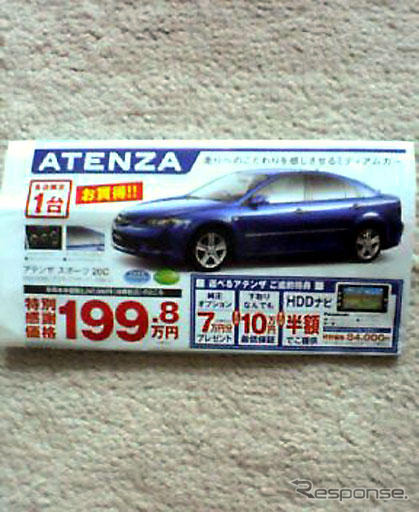 ATENZA
走りへのこだわりを感じさせるミディアムカー
1台
お買得!!
アテンザ スポーツ 20C
特別
感謝
価格
199.8
万円
選べるアテンザ ご成約特典
純正
オプション
7万円分
プレゼント
下取り
なんでも
10万円
最低保証
HDDナビ
半額
でご提供
84,000
Response.